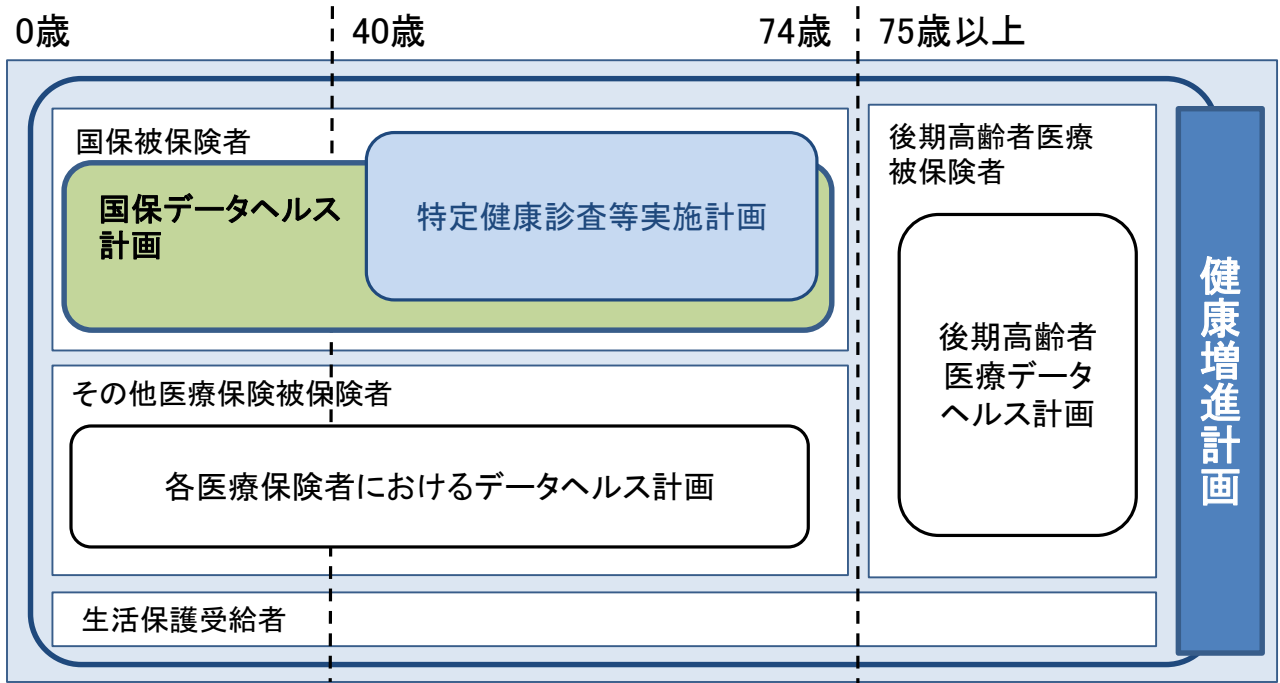 0歳
40歳
74歳
75歳以上
国保被保険者
国保データヘルス
計画
特定健康診査等実施計画
後期高齢者医療
被保険者
後期高齢者
医療データ
ヘルス計画
その他医療保険被保険者
各医療保険者におけるデータヘルス計画
生活保護受給者
健康増進計画